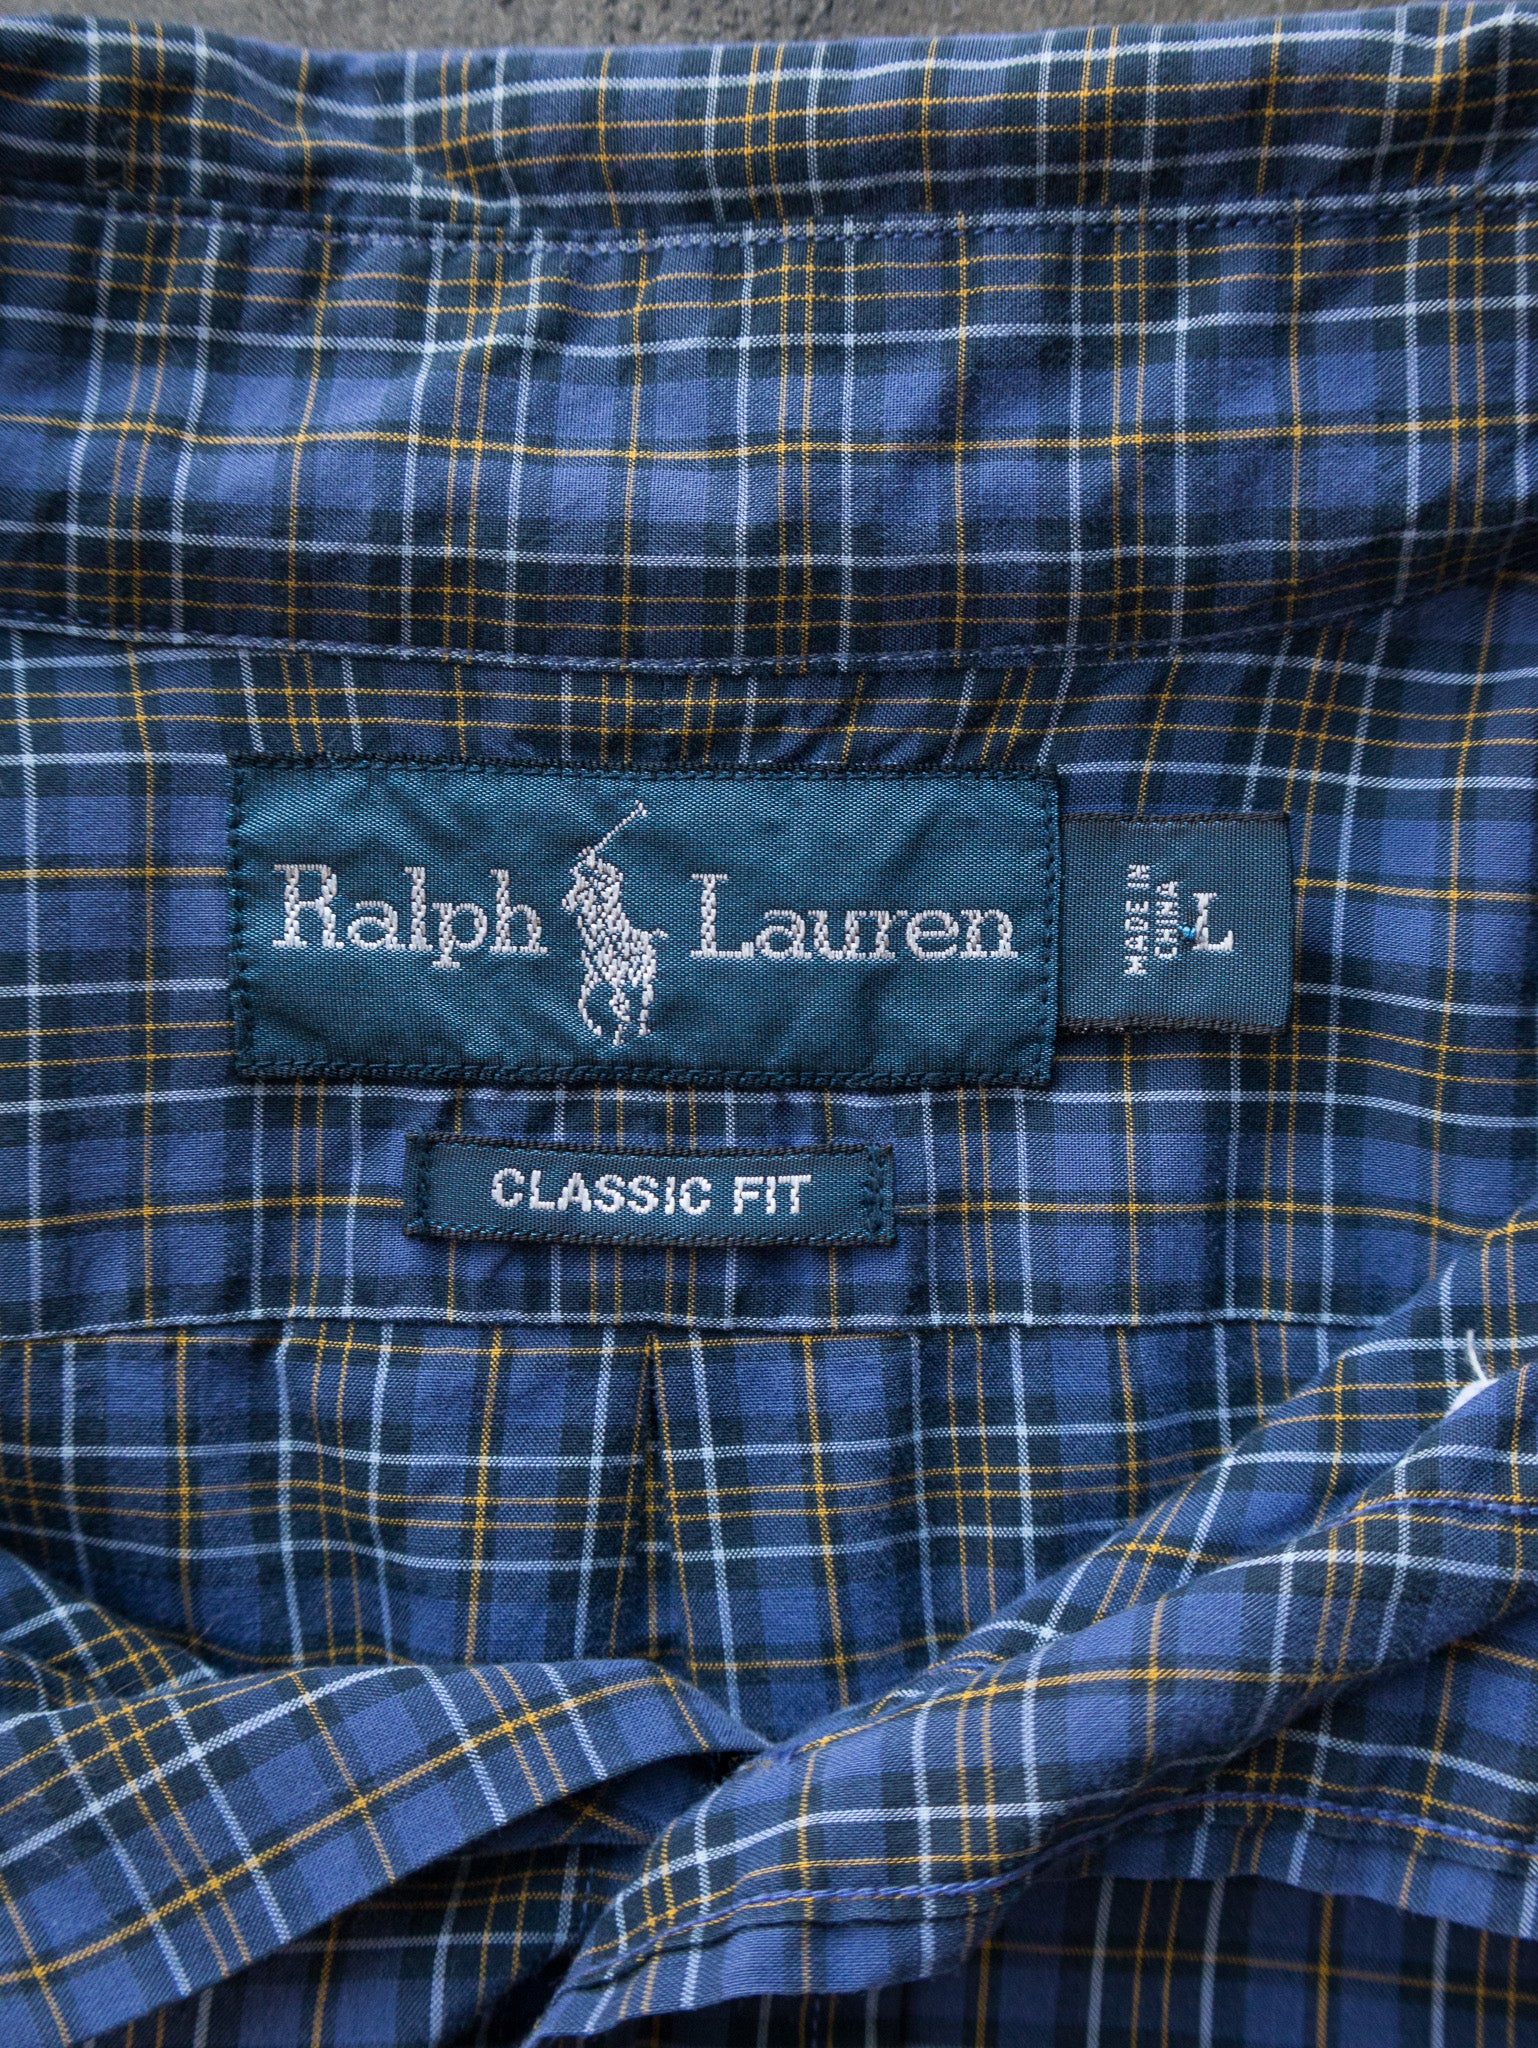 Ralph Lauren
MADE IN
CHINA
L
CLASSIC FIT